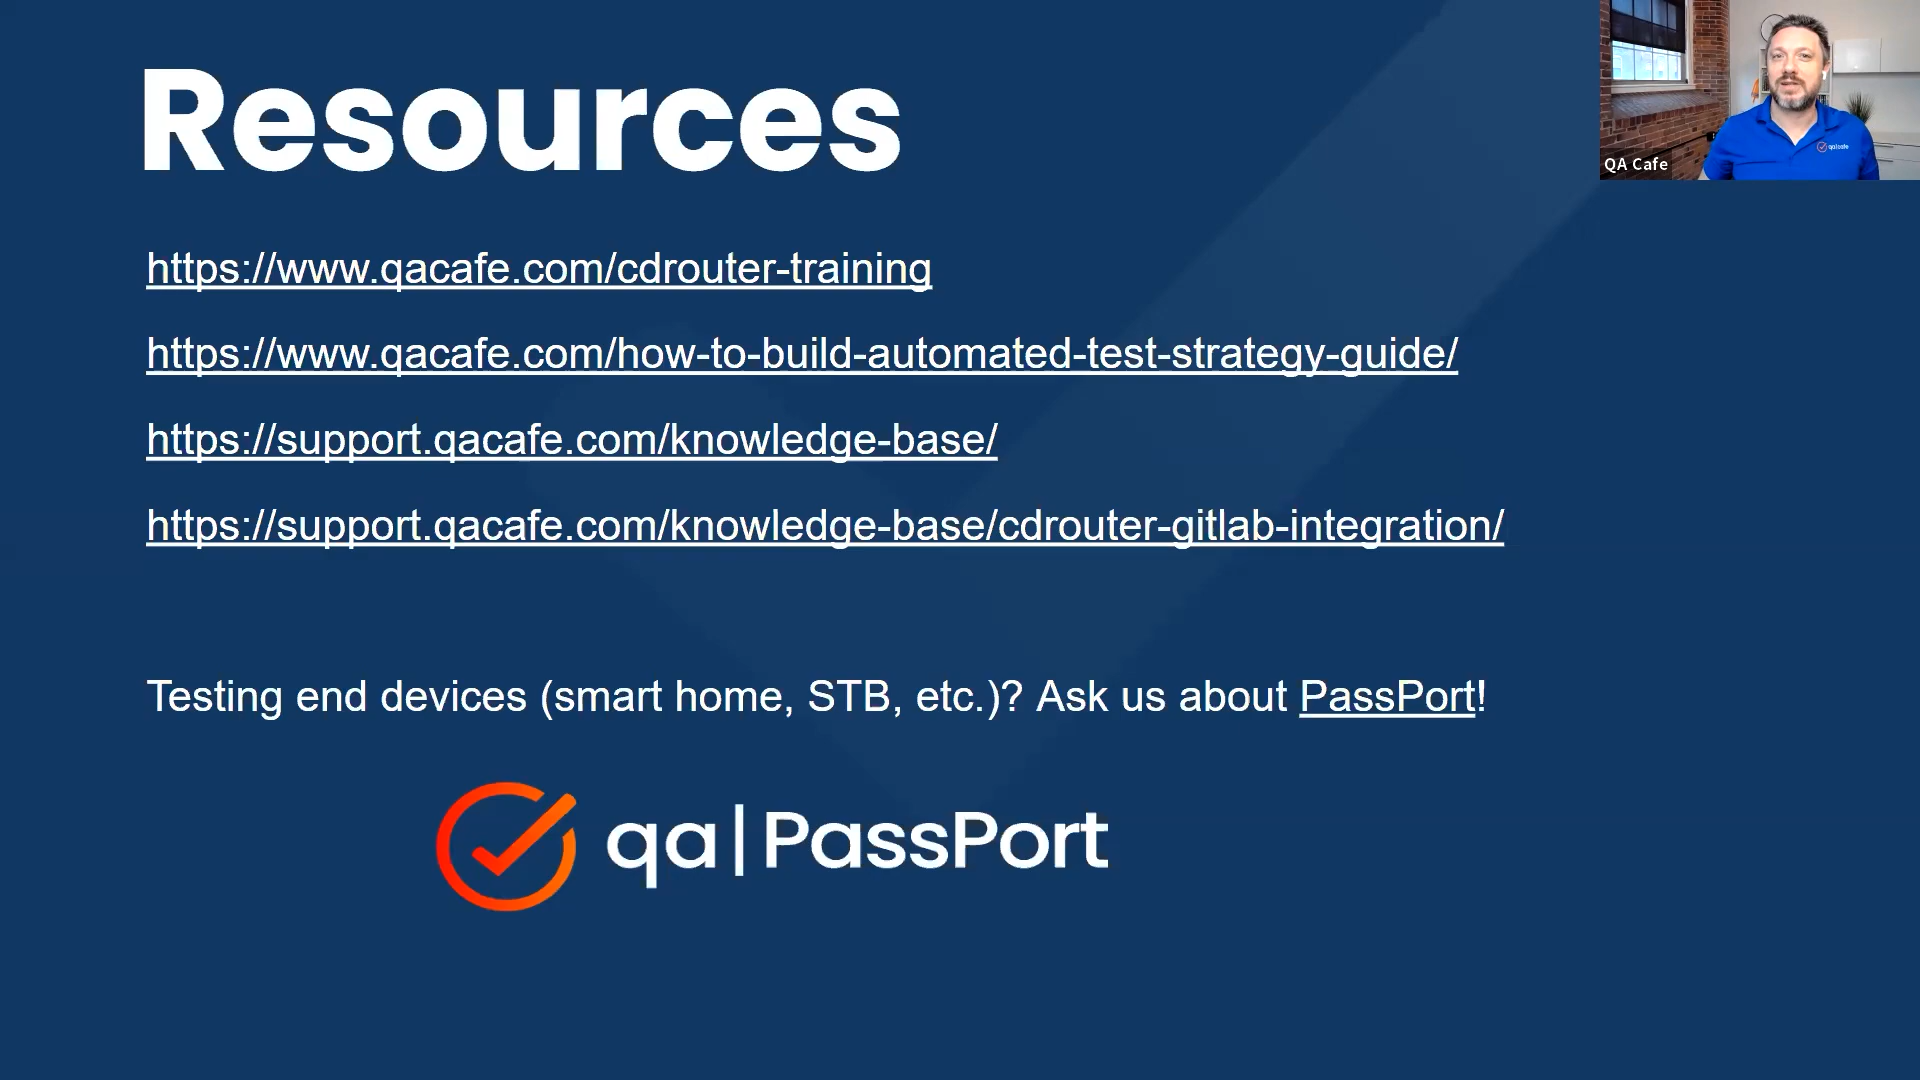 Resources
https://www.qacafe.com/cdrouter-training
https://www.qacafe.com/how-to-build-automated-test-strategy-guide/
https://support.qacafe.com/knowledge-base/
https://support.qacafe.com/knowledge-base/cdrouter-gitlab-integration/
Testing end devices (smart home, STB, etc.)? Ask us about PassPort!
qa|PassPort
QA Cafe
qa|cafe